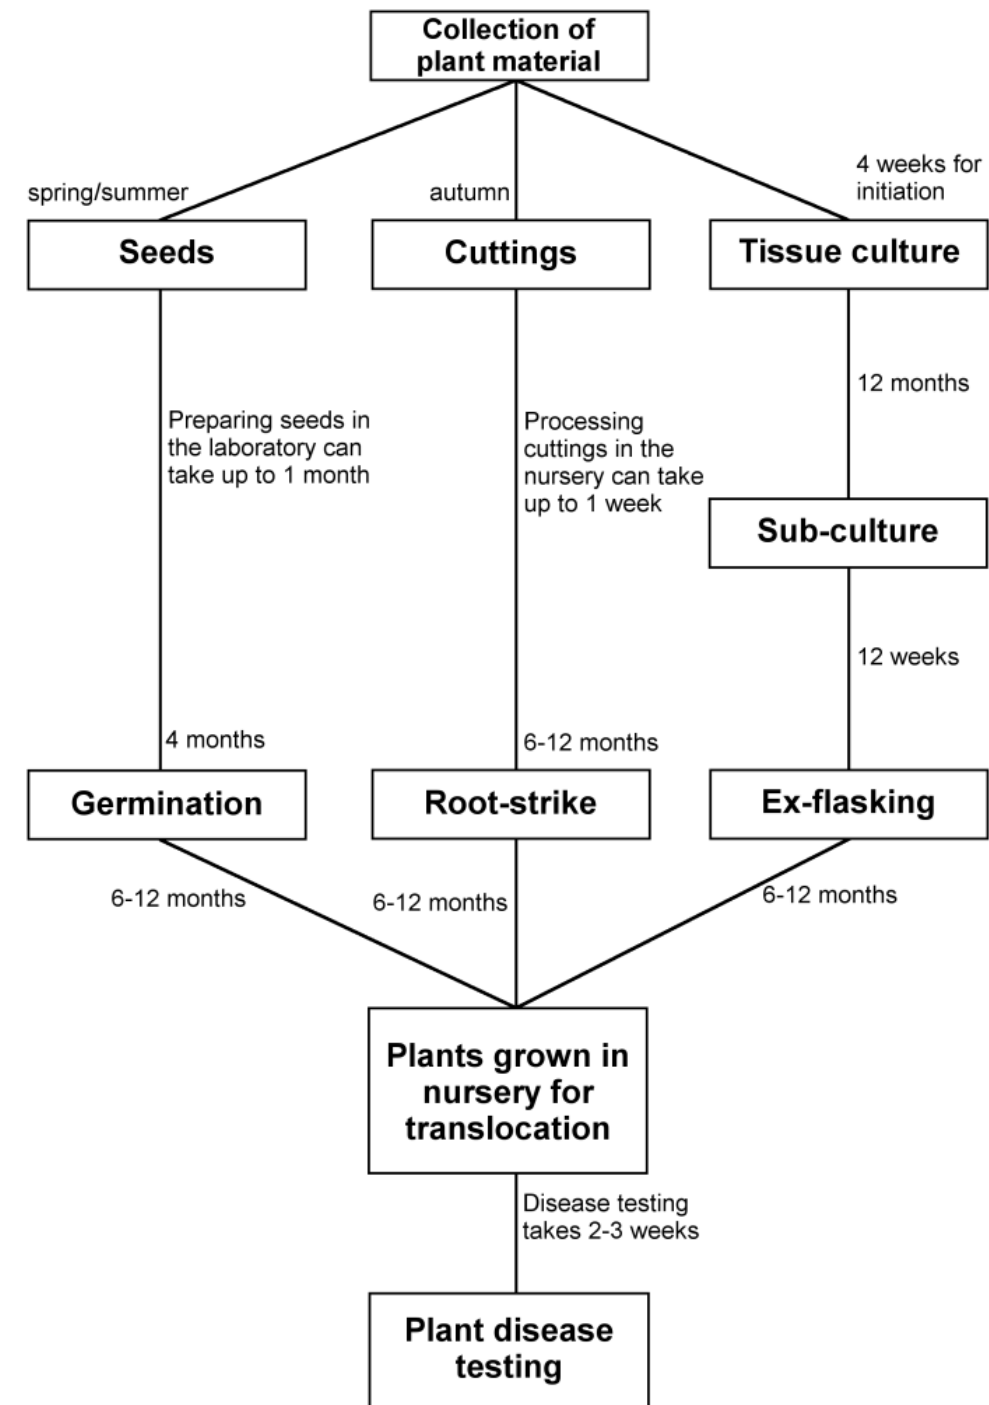 Collection of
plant material
spring/summer
autumn
4 weeks for
initiation
Seeds
Cuttings
Tissue culture
12 months
Preparing seeds in
the laboratory can
take up to 1 month
Processing
cuttings in the
nursery can take
up to 1 week
Sub-culture
12 weeks
4 months
6-12 months
Germination
Root-strike
Ex-flasking
6-12 months
6-12 months
6-12 months
Plants grown in
nursery for
translocation
Disease testing
takes 2-3 weeks
Plant disease
testing